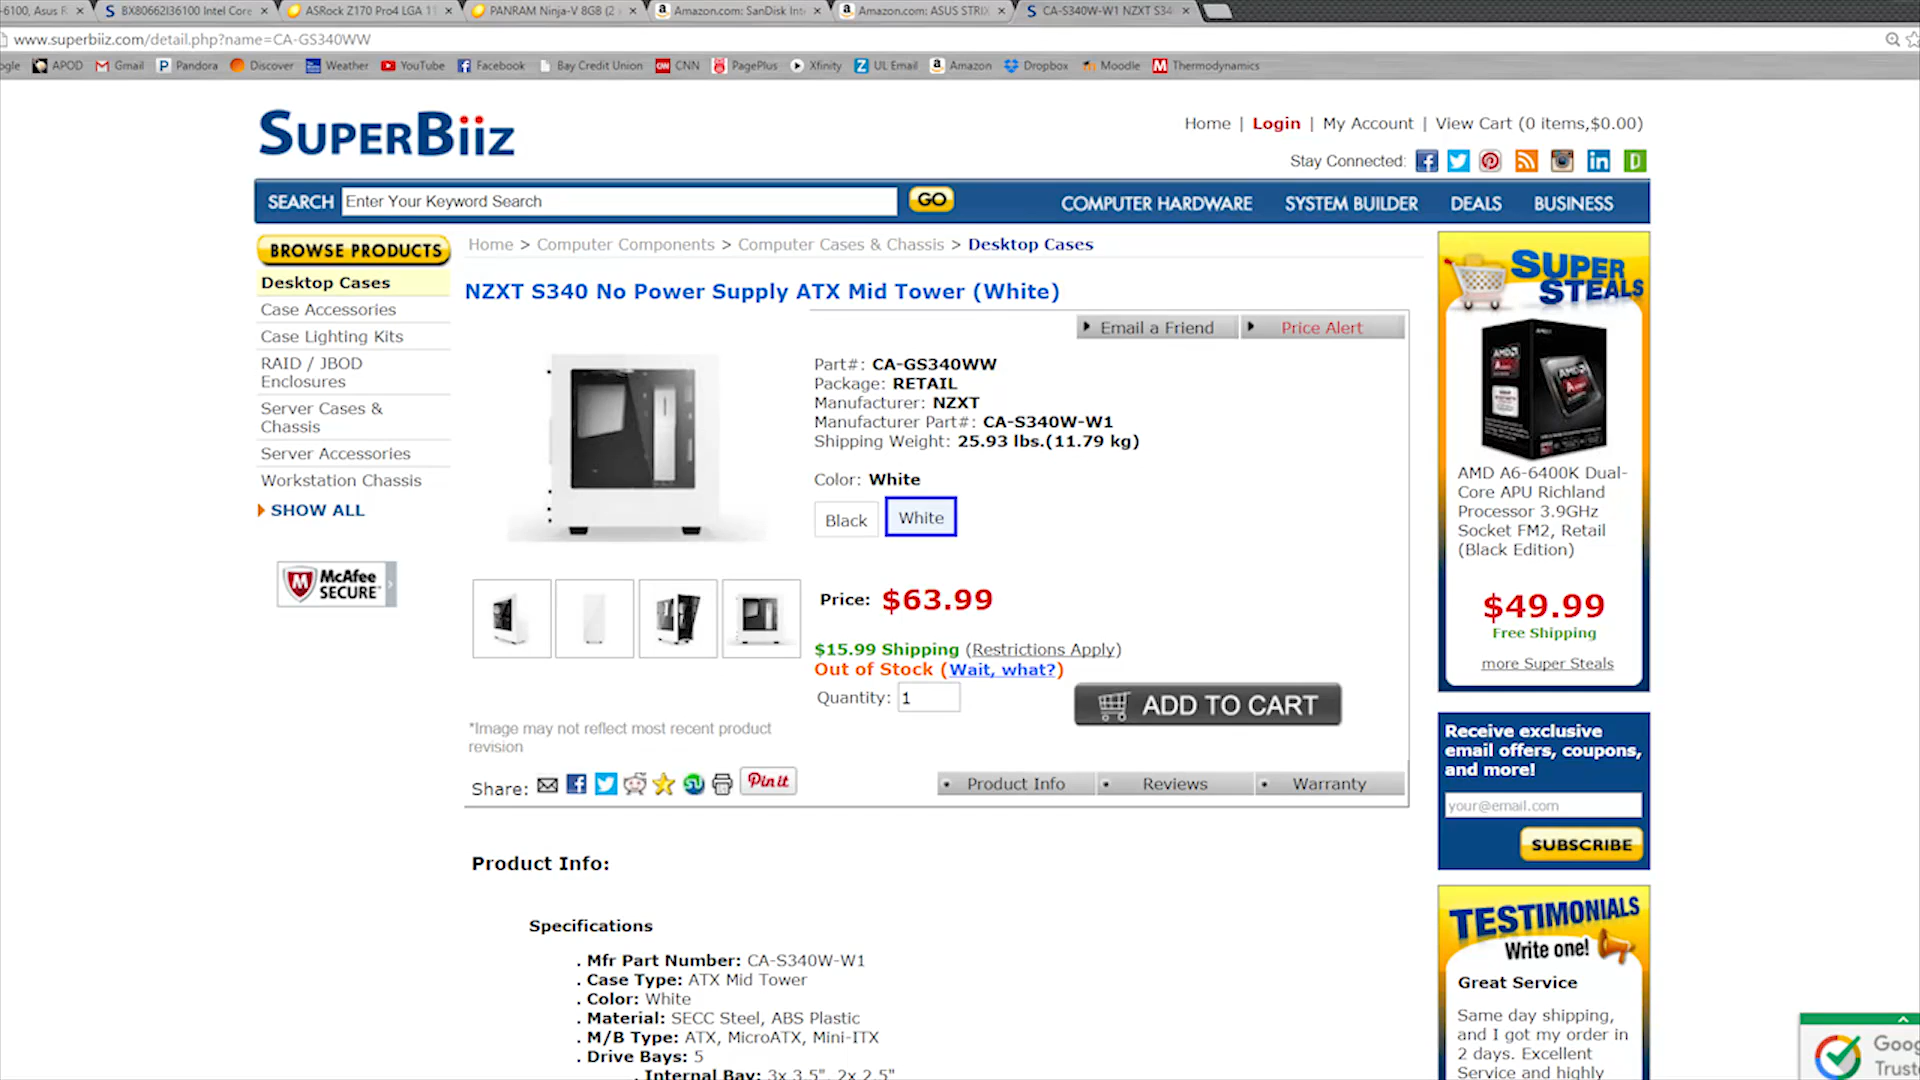 -6100, Asus R
BX80662I36100 Intel Core
ASRock Z170 Pro4 LGA 11
PANRAM Ninja-V 8GB (2
Amazon.com: SanDisk Int
Amazon.com: ASUS STRIX
CA-S340W-W1 NZXT S34
www.superbiiz.com/detail.php?name=CA-GS340WW
gle APOD Gmail Pandora Discover Weather YouTube Facebook Bay Credit Union CNN PagePlus Xfinity UL Email Amazon Dropbox Moodle Thermodynamics
SUPERBiiz
Home | Login | My Account | View Cart (0 items,$0.00)
Stay Connected:
SEARCH Enter Your Keyword Search GO COMPUTER HARDWARE SYSTEM BUILDER DEALS BUSINESS
BROWSE PRODUCTS
Desktop Cases
Case Accessories
Case Lighting Kits
RAID / JBOD
Enclosures
Server Cases &
Chassis
Server Accessories
Workstation Chassis
SHOW ALL
McAfee
SECURE
Home > Computer Components > Computer Cases & Chassis > Desktop Cases
NZXT S340 No Power Supply ATX Mid Tower (White)
Email a Friend Price Alert
Part#: CA-GS340WW
Package: RETAIL
Manufacturer: NZXT
Manufacturer Part#: CA-S340W-W1
Shipping Weight: 25.93 lbs.(11.79 kg)
Color: White
Black White
Price: $63.99
$15.99 Shipping (Restrictions Apply)
Out of Stock (Wait, what?)
Quantity: 1
ADD TO CART
*Image may not reflect most recent product
revision
Share: Pin it
Product Info Reviews Warranty
Product Info:
Specifications
. Mfr Part Number: CA-S340W-W1
. Case Type: ATX Mid Tower
. Color: White
. Material: SECC Steel, ABS Plastic
. M/B Type: ATX, MicroATX, Mini-ITX
. Drive Bays: 5
. Internal Bay: 3x 3.5", 2x 2.5"
SUPER
STEALS
AMD
AMD A6-6400K Dual-
Core APU Richland
Processor 3.9GHz
Socket FM2, Retail
(Black Edition)
$49.99
Free Shipping
more Super Steals
Receive exclusive
email offers, coupons,
and more!
your@email.com
SUBSCRIBE
TESTIMONIALS
Write one!
Great Service
Same day shipping,
and I got my order in
2 days. Excellent
Service and highly
Goog
Truste